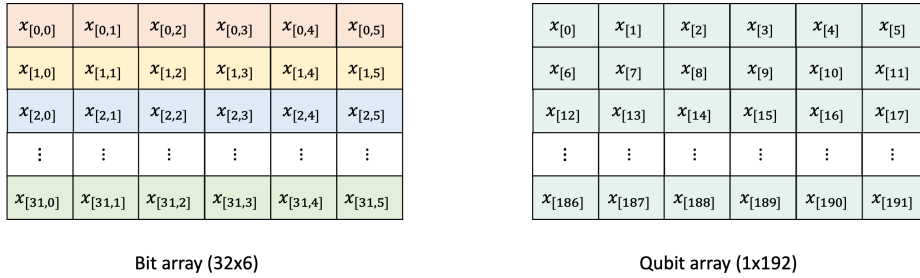 x[0,0] x[0,1] x[0,2] x[0,3] x[0,4] x[0,5]
x[1,0] x[1,1] x[1,2] x[1,3] x[1,4] x[1,5]
x[2,0] x[2,1] x[2,2] x[2,3] x[2,4] x[2,5]
⋮ ⋮ ⋮ ⋮ ⋮ ⋮
x[31,0] x[31,1] x[31,2] x[31,3] x[31,4] x[31,5]
Bit array (32x6)
x[0] x[1] x[2] x[3] x[4] x[5]
x[6] x[7] x[8] x[9] x[10] x[11]
x[12] x[13] x[14] x[15] x[16] x[17]
⋮ ⋮ ⋮ ⋮ ⋮ ⋮
x[186] x[187] x[188] x[189] x[190] x[191]
Qubit array (1x192)